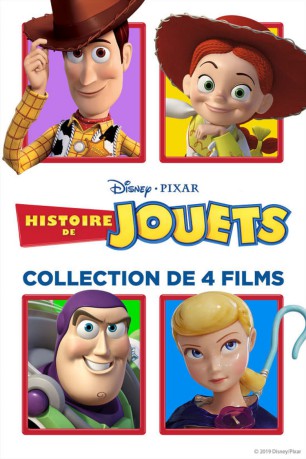 Disney · PIXAR
HISTOIRE
DE
JOUETS
COLLECTION DE 4 FILMS
© 2019 Disney/Pixar